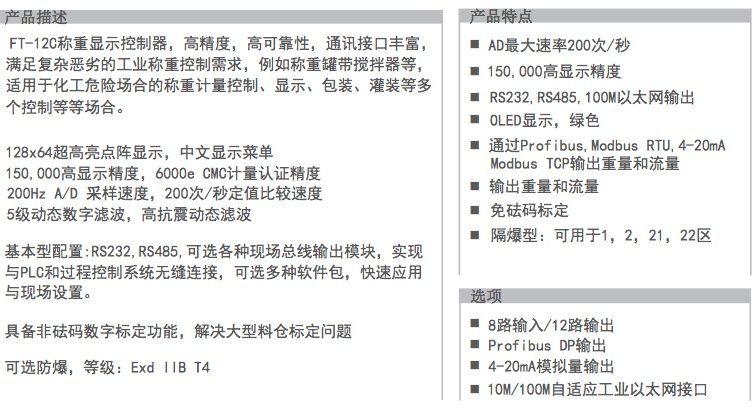 产品描述
FT-12C称重显示控制器，高精度，高可靠性，通讯接口丰富，
满足复杂恶劣的工业称重控制需求，例如称重罐带搅拌器等，
适用于化工危险场合的称重计量控制、显示、包装、灌装等多
个控制等等场合。
128x64超高亮点阵显示，中文显示菜单
150,000高显示精度，6000e CMC计量认证精度
200Hz A/D 采样速度，200次/秒定值比较速度
5级动态数字滤波，高抗震动态滤波
基本型配置:RS232,RS485,可选各种现场总线输出模块，实现
与PLC和过程控制系统无缝连接，可选多种软件包，快速应用
与现场设置。
具备非砝码数字标定功能，解决大型料仓标定问题
可选防爆，等级：Exd IIB T4
产品特点
■ AD最大速率200次/秒
■ 150,000高显示精度
■ RS232,RS485,100M以太网输出
■ OLED显示，绿色
■ 通过Profibus,Modbus RTU,4-20mA
Modbus TCP输出重量和流量
■ 输出重量和流量
■ 免砝码标定
■ 隔爆型：可用于1，2，21，22区
选项
■ 8路输入/12路输出
■ Profibus DP输出
■ 4-20mA模拟量输出
■ 10M/100M自适应工业以太网接口